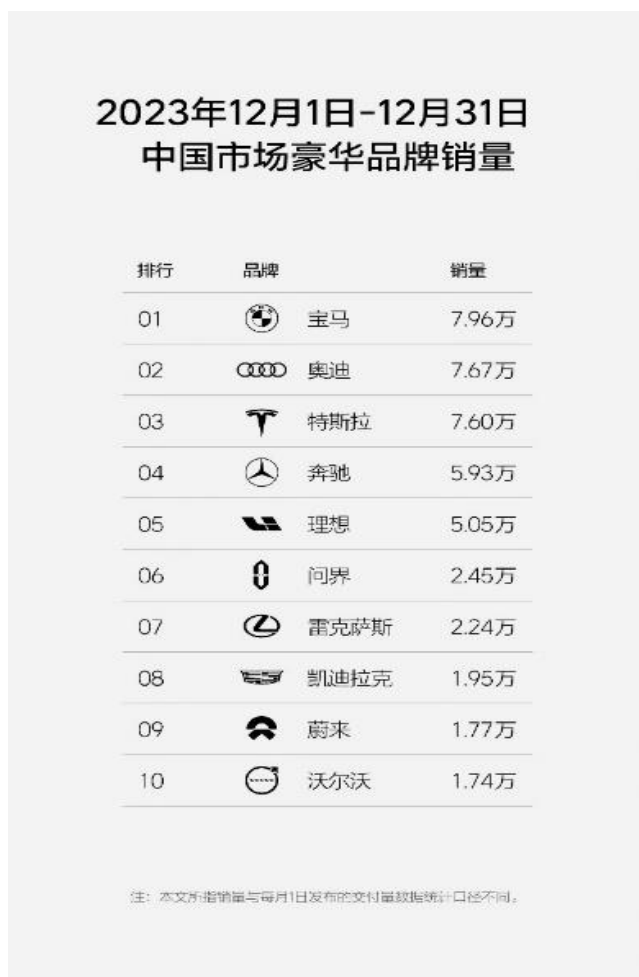 2023年12月1日-12月31日
中国市场豪华品牌销量
排行 品牌 销量
01 宝马 7.96万
02 奥迪 7.67万
03 特斯拉 7.60万
04 奔驰 5.93万
05 理想 5.05万
06 问界 2.45万
07 雷克萨斯 2.24万
08 凯迪拉克 1.95万
09 蔚来 1.77万
10 沃尔沃 1.74万
注：本文所指销量与每月1日发布的交付量数据统计口径不同。